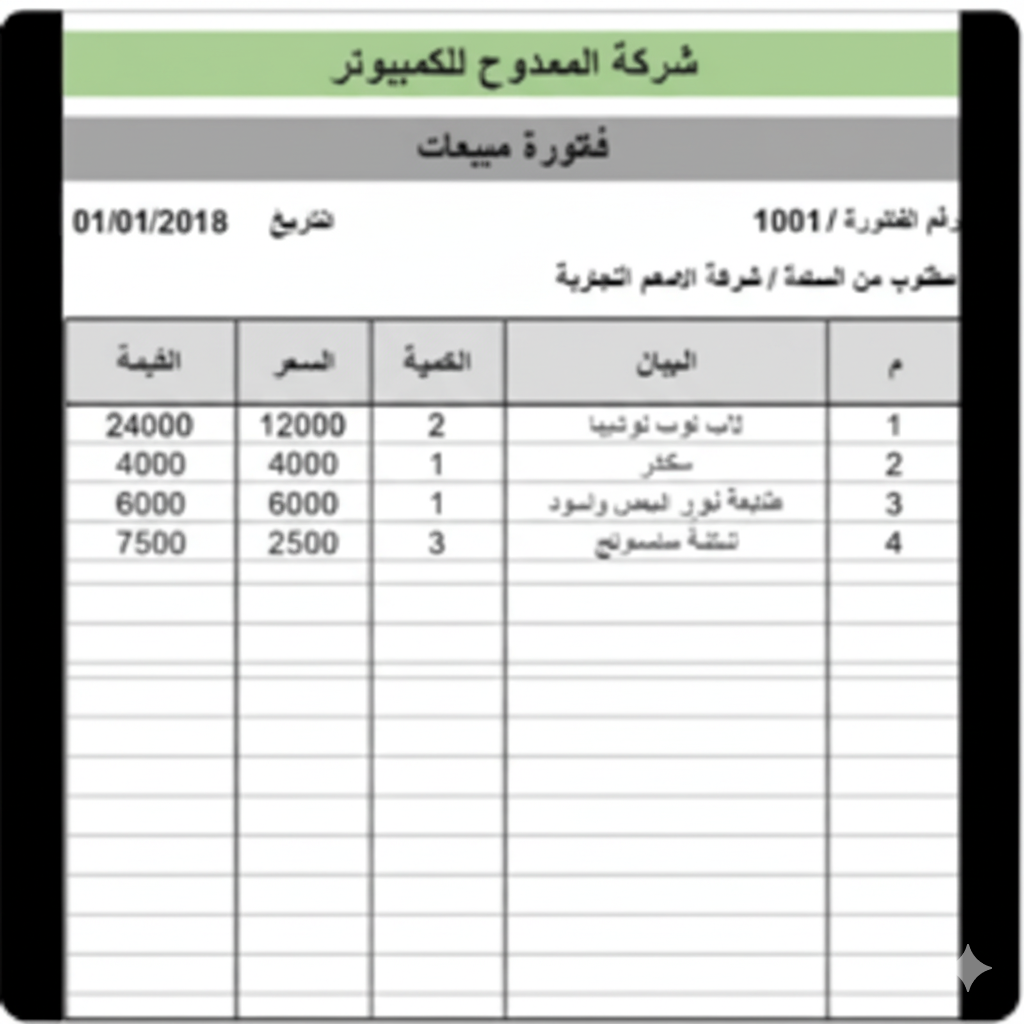 شركة الممدوح للكمبيوتر
فاتورة مبيعات
رقم الفاتورة / 1001 التاريخ 01/01/2018
مطلوب من السادة / شركة التجارية
م البيان الكمية السعر القيمة
1 لاب توب توشيبا 2 12000 24000
2 سكنر 1 4000 4000
3 طابعة ليزر ابيض واسود 1 6000 6000
4 شاشة سامسونج 3 2500 7500